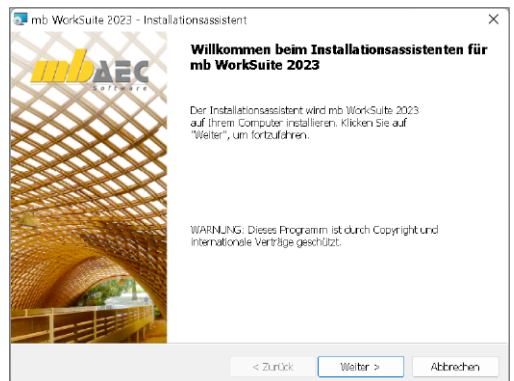 mb WorkSuite 2023 - Installationsassistent
mbAEC
Software
Willkommen beim Installationsassistenten für
mb WorkSuite 2023
Der Installationsassistent wird mb WorkSuite 2023
auf Ihrem Computer installieren. Klicken Sie auf
"Weiter", um fortzufahren.
WARNUNG: Dieses Programm ist durch Copyright und
internationale Verträge geschützt.
< Zurück Weiter > Abbrechen